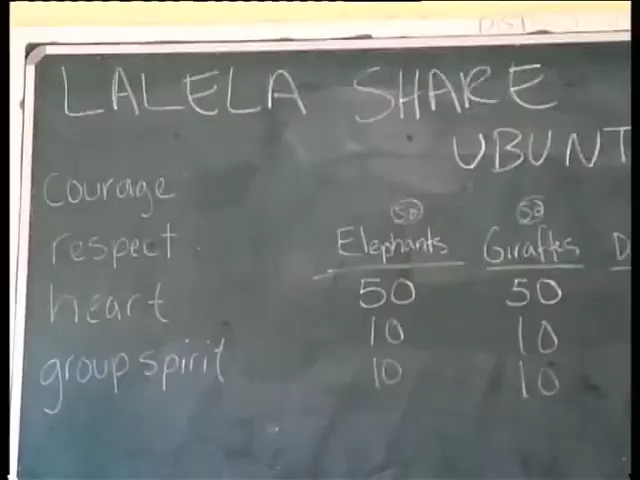 LALELA SHARE
UBUNT
courage
respect
heart
group spirit
50 50
Elephants Giraffes D
50 50
10 10
10 10